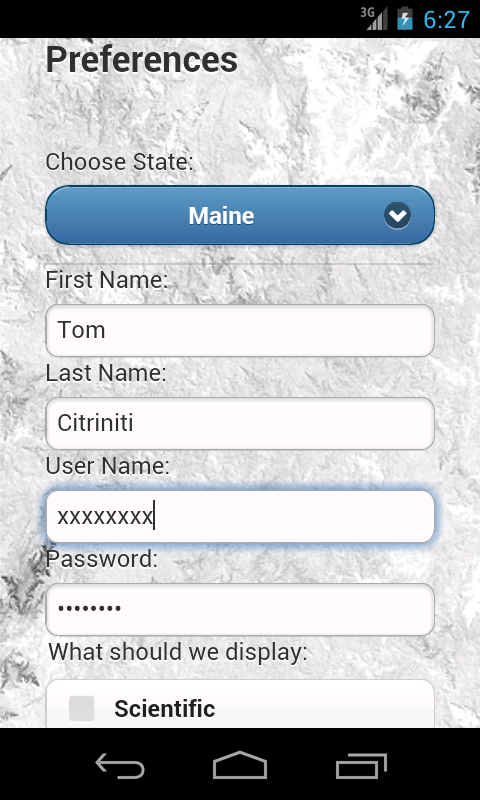 3G 6:27
Preferences
Choose State:
Maine
First Name:
Tom
Last Name:
Citriniti
User Name:
xxxxxxxx
Password:
••••••••
What should we display:
Scientific